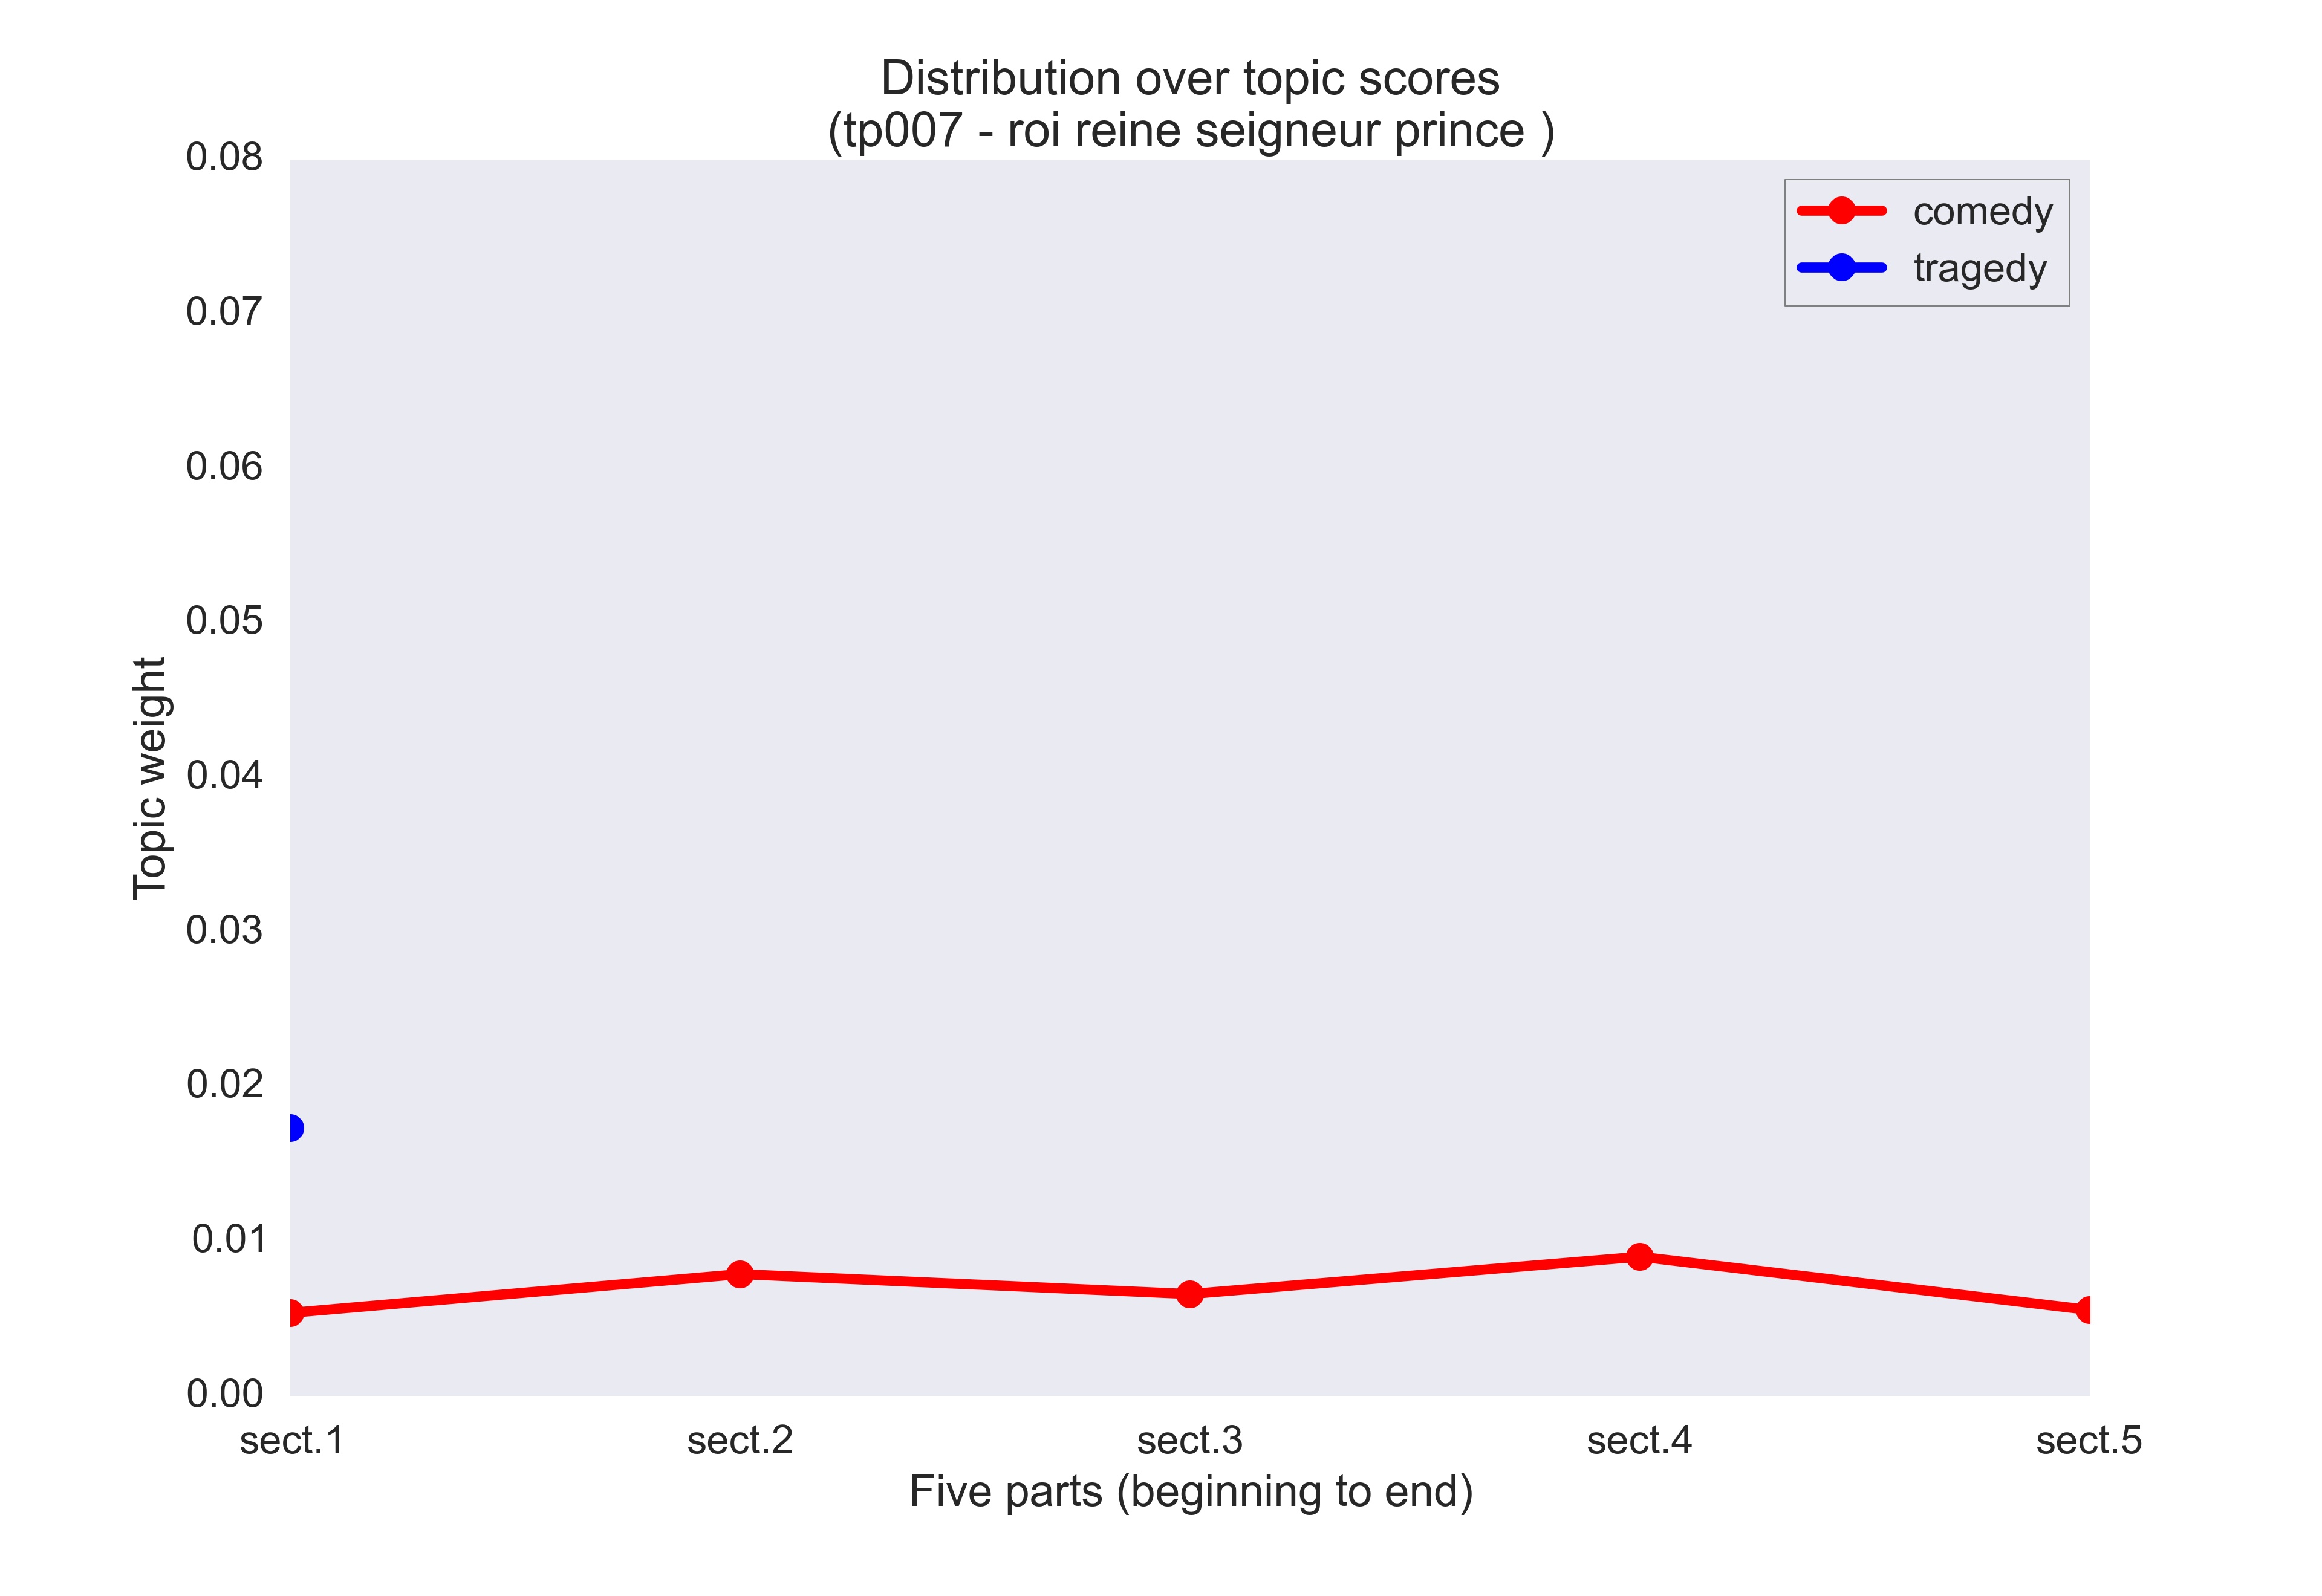 Distribution over topic scores
(tp007 - roi reine seigneur prince )
comedy
tragedy
0.08
0.07
0.06
0.05
0.04
0.03
0.02
0.01
0.00
Topic weight
sect.1
sect.2
sect.3
sect.4
sect.5
Five parts (beginning to end)